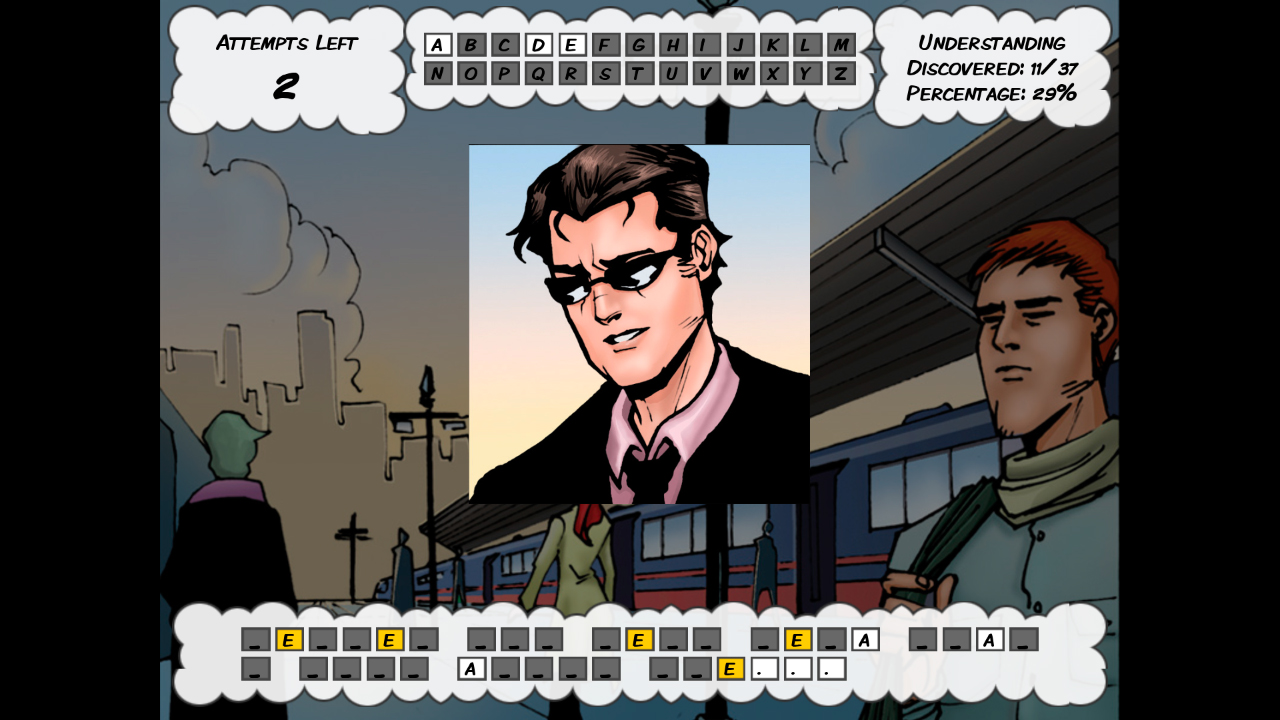 Attempts Left
2
A B C D E F G H I J K L M
N O P Q R S T U V W X Y Z
Understanding
Discovered: 11/37
Percentage: 29%
_ E _ _ E _ _ _ _ _ E _ _ _ E _ A _ _ A _
_ _ _ _ _ A _ _ _ _ _ _ E . . .